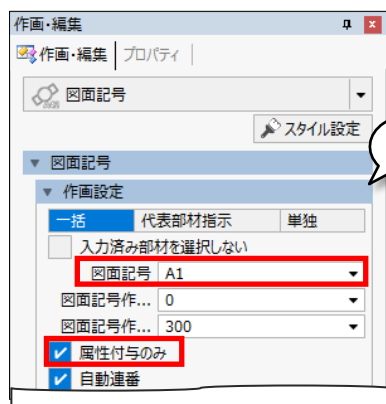 作画・編集
作画・編集 プロパティ
図面記号
スタイル設定
図面記号
作画設定
一括 代表部材指示 単独
入力済み部材を選択しない
図面記号 A1
図面記号作... 0
図面記号作... 300
属性付与のみ
自動連番